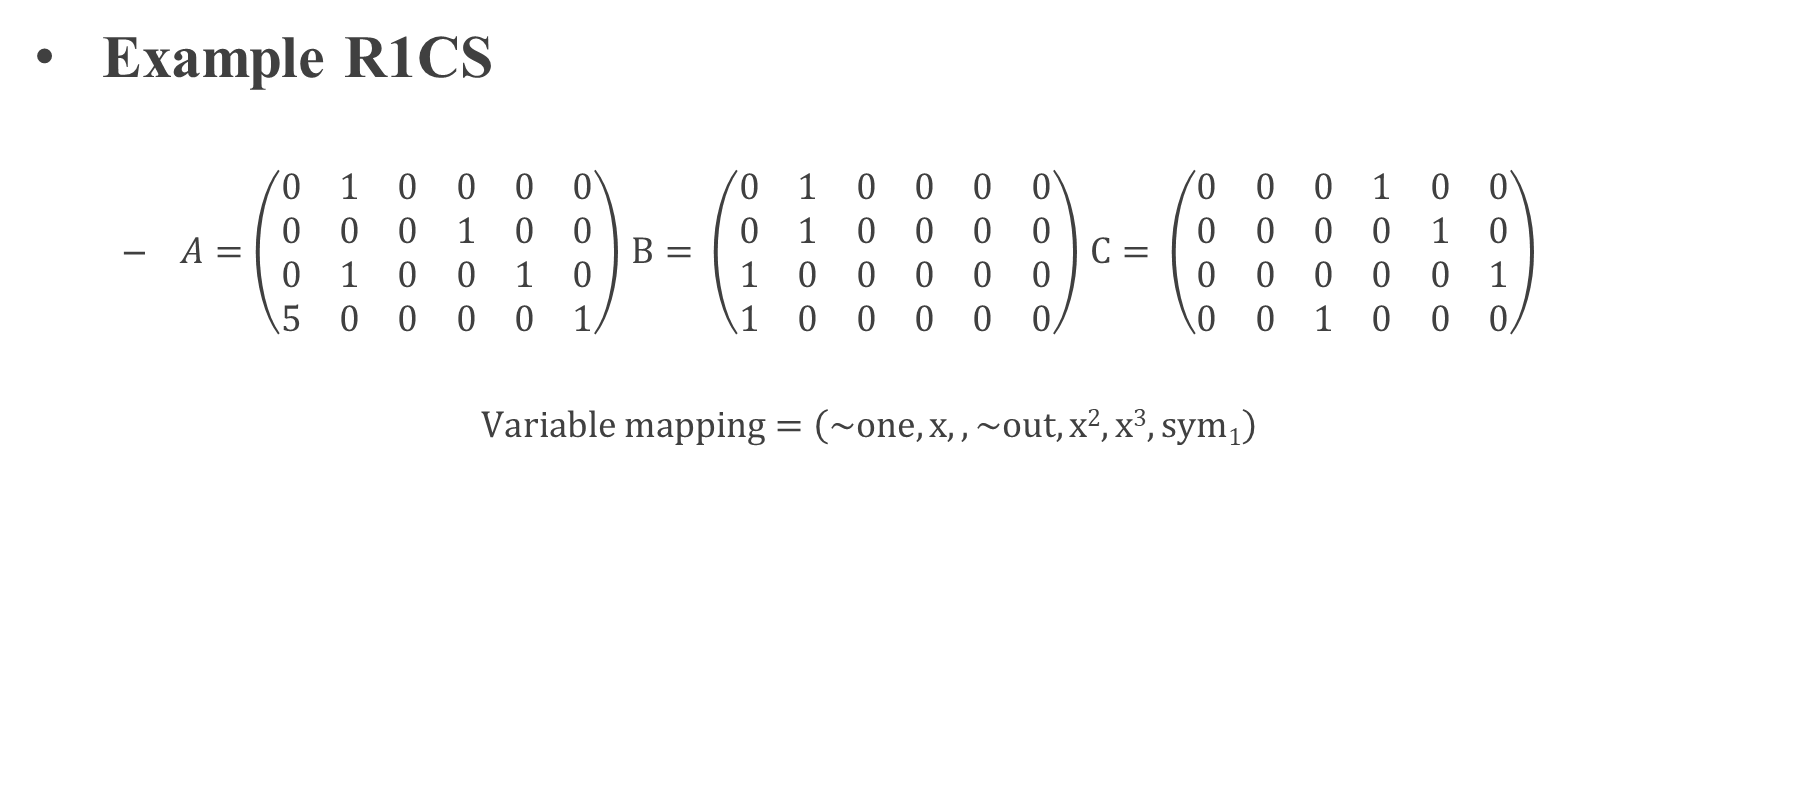 • Example R1CS
0 1 0 0 0 0 0 1 0 0 0 0 0 0 0 1 0 0
0 0 0 1 0 0 0 1 0 0 0 0 0 0 0 0 1 0
– A = B = C =
0 1 0 0 1 0 1 0 0 0 0 0 0 0 0 0 0 1
5 0 0 0 0 1 1 0 0 0 0 0 0 0 1 0 0 0
Variable mapping = (~one, x, , ~out, x², x³, sym₁)